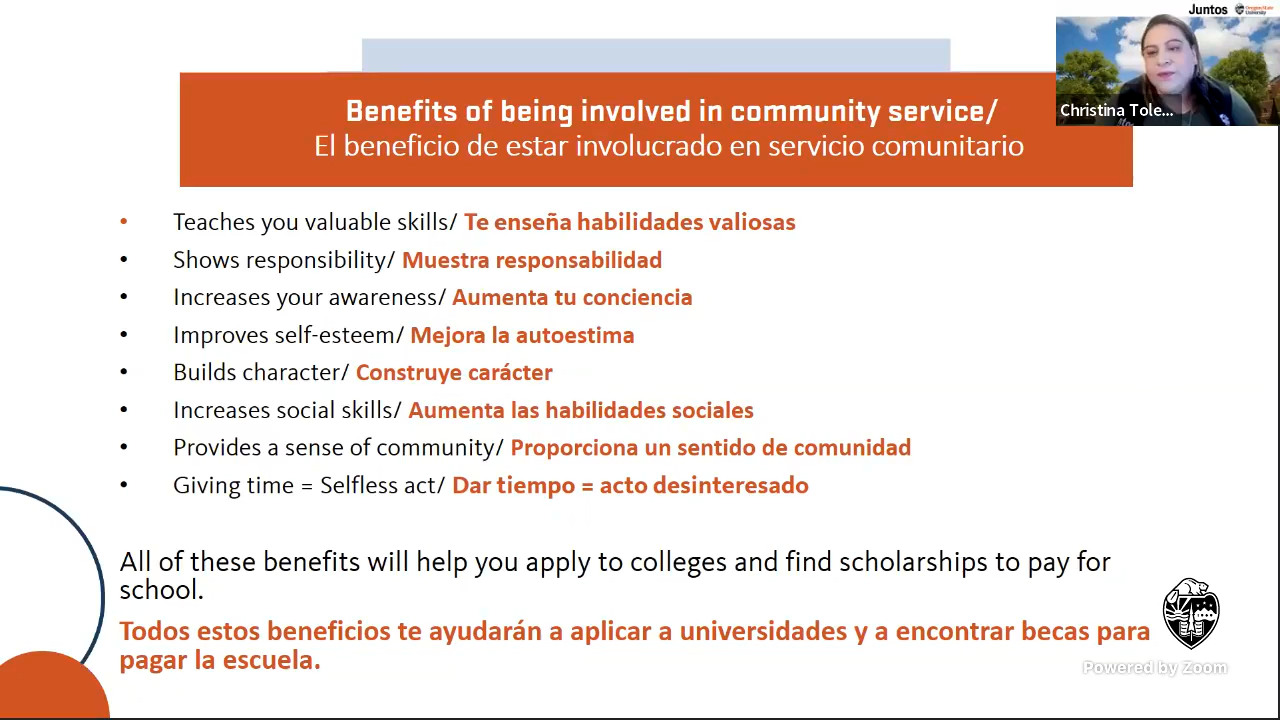 Juntos
Oregon State
University
Christina Tole...
Benefits of being involved in community service/
El beneficio de estar involucrado en servicio comunitario
• Teaches you valuable skills/ Te enseña habilidades valiosas
• Shows responsibility/ Muestra responsabilidad
• Increases your awareness/ Aumenta tu conciencia
• Improves self-esteem/ Mejora la autoestima
• Builds character/ Construye carácter
• Increases social skills/ Aumenta las habilidades sociales
• Provides a sense of community/ Proporciona un sentido de comunidad
• Giving time = Selfless act/ Dar tiempo = acto desinteresado
All of these benefits will help you apply to colleges and find scholarships to pay for
school.
Todos estos beneficios te ayudarán a aplicar a universidades y a encontrar becas para
pagar la escuela.
Powered by Zoom